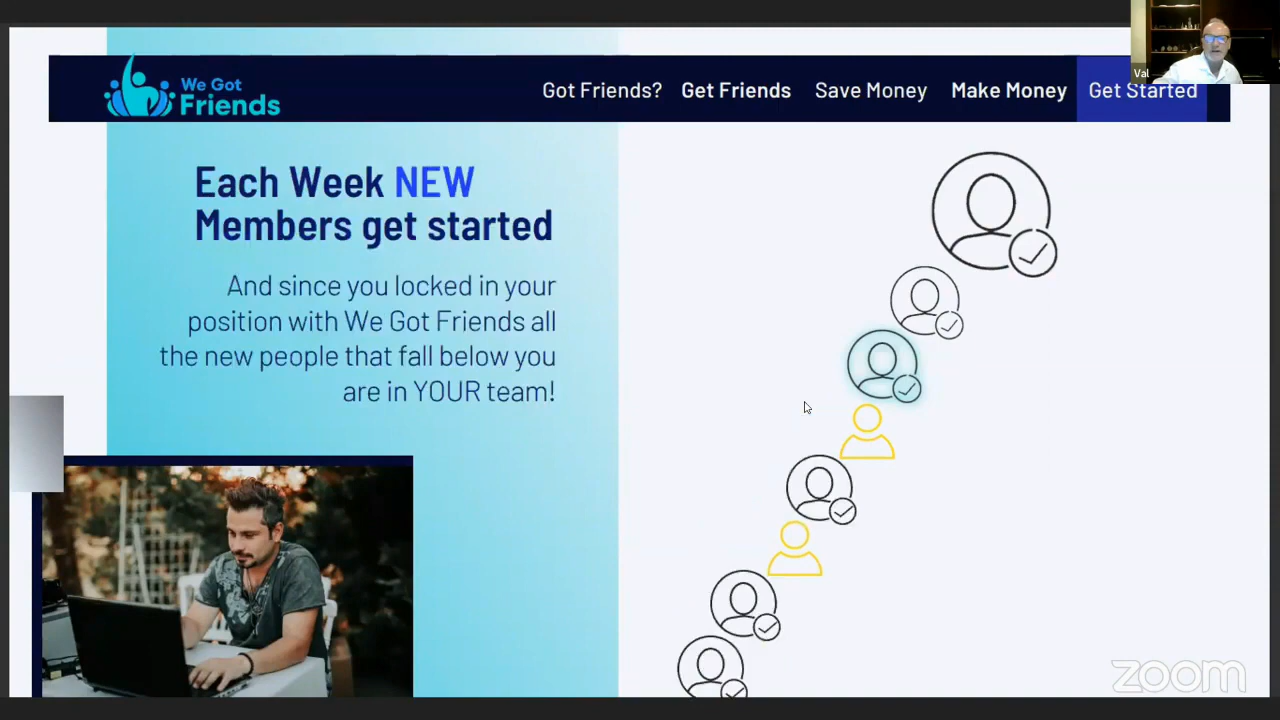 We Got
Friends
Got Friends?
Get Friends
Save Money
Make Money
Get Started
Val
Each Week NEW
Members get started
And since you locked in your
position with We Got Friends all
the new people that fall below you
are in YOUR team!
zoom